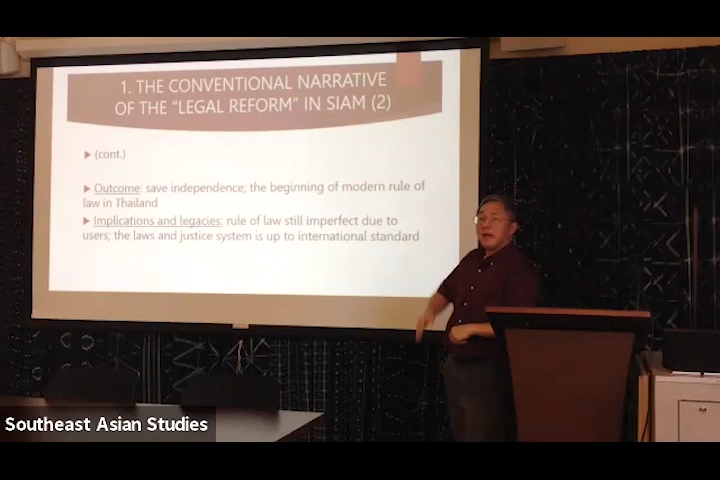 1. THE CONVENTIONAL NARRATIVE
OF THE “LEGAL REFORM” IN SIAM (2)
(cont.)
Outcome: save independence; the beginning of modern rule of
law in Thailand
Implications and legacies: rule of law still imperfect due to
users; the laws and justice system is up to international standard
Southeast Asian Studies